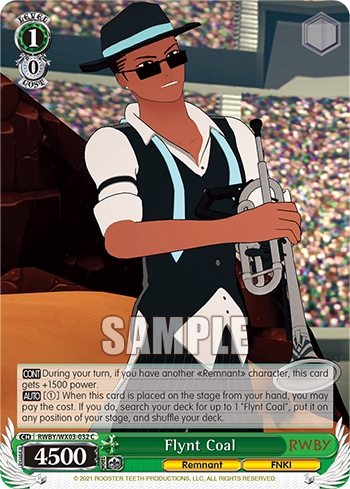 LEVEL
1
0
COST
SAMPLE
CONT During your turn, if you have another «Remnant» character, this card
gets +1500 power.
AUTO [①] When this card is placed on the stage from your hand, you may
pay the cost. If you do, search your deck for up to 1 "Flynt Coal", put it on
any position of your stage, and shuffle your deck.
CH RWBY/WX03-032 C
Flynt Coal
RWBY
POWER
4500
Remnant
FNKI
© 2021 ROOSTER TEETH PRODUCTIONS, LLC, ALL RIGHTS RESERVED.